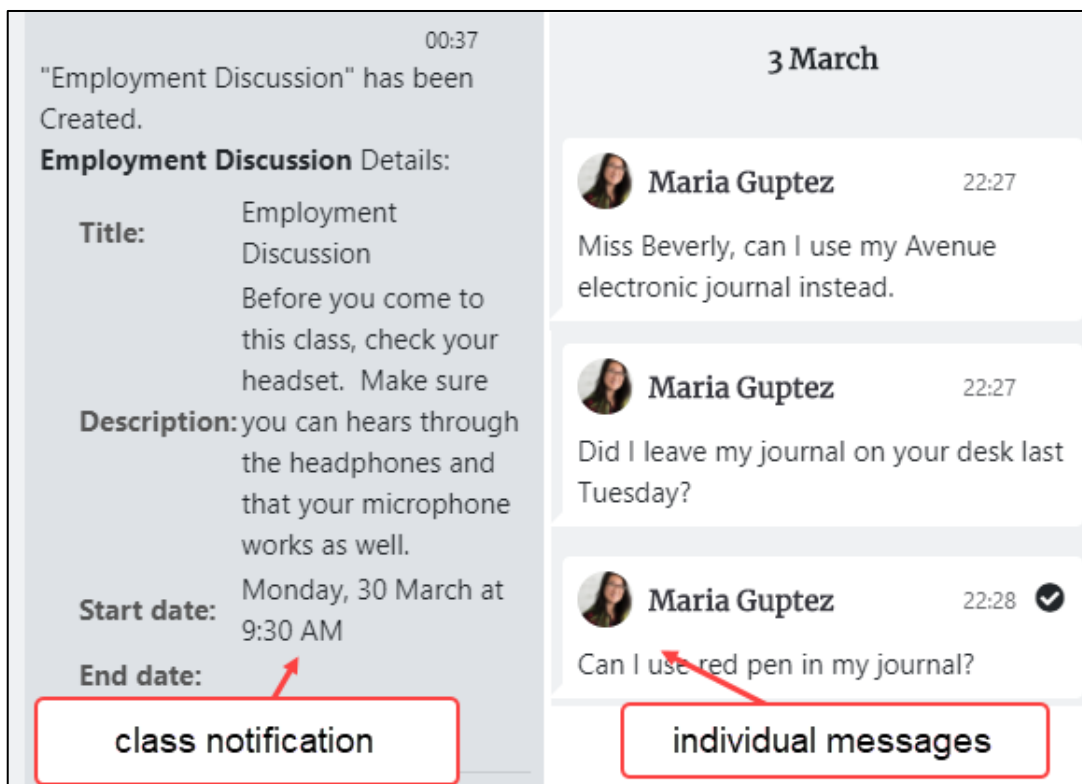 00:37
"Employment Discussion" has been
Created.
Employment Discussion Details:
Title:
Employment
Discussion
Description:
Before you come to
this class, check your
headset. Make sure
you can hears through
the headphones and
that your microphone
works as well.
Start date:
Monday, 30 March at
9:30 AM
End date:
class notification
3 March
Maria Guptez 22:27
Miss Beverly, can I use my Avenue
electronic journal instead.
Maria Guptez 22:27
Did I leave my journal on your desk last
Tuesday?
Maria Guptez 22:28
Can I use red pen in my journal?
individual messages